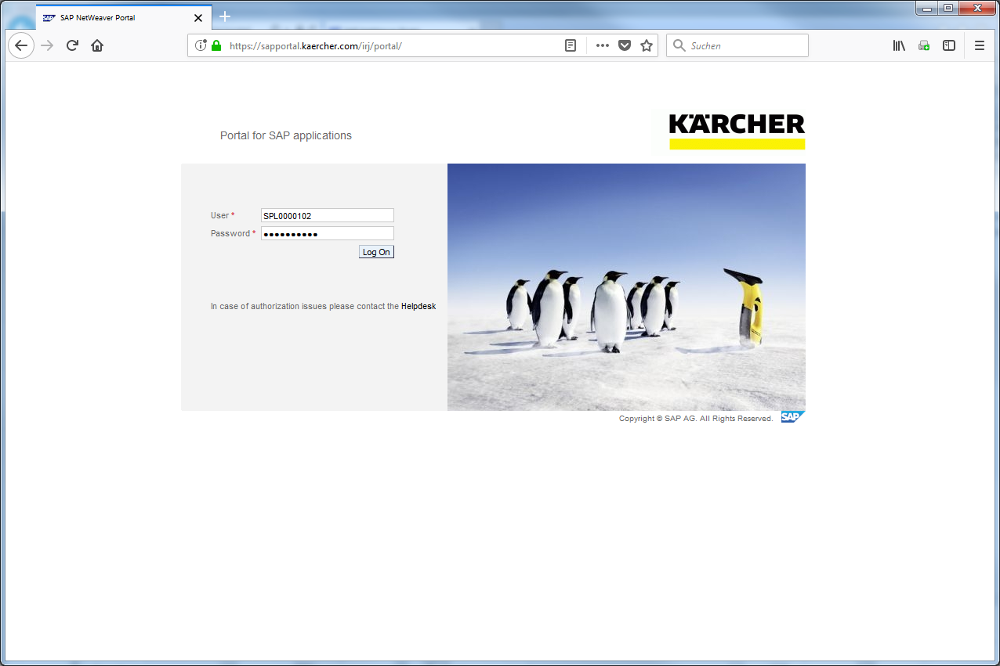 SAP SAP NetWeaver Portal
https://sapportal.kaercher.com/irj/portal/
Suchen
KÄRCHER
Portal for SAP applications
User * SPL0000102
Password * ●●●●●●●●●●
Log On
In case of authorization issues please contact the Helpdesk
Copyright © SAP AG. All Rights Reserved. SAP